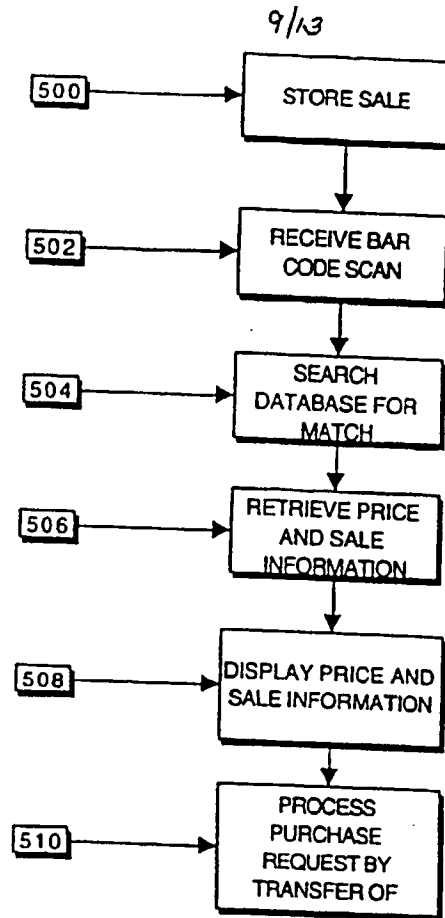 9/13
500
STORE SALE
502
RECEIVE BAR
CODE SCAN
504
SEARCH
DATABASE FOR
MATCH
506
RETRIEVE PRICE
AND SALE
INFORMATION
508
DISPLAY PRICE AND
SALE INFORMATION
510
PROCESS
PURCHASE
REQUEST BY
TRANSFER OF